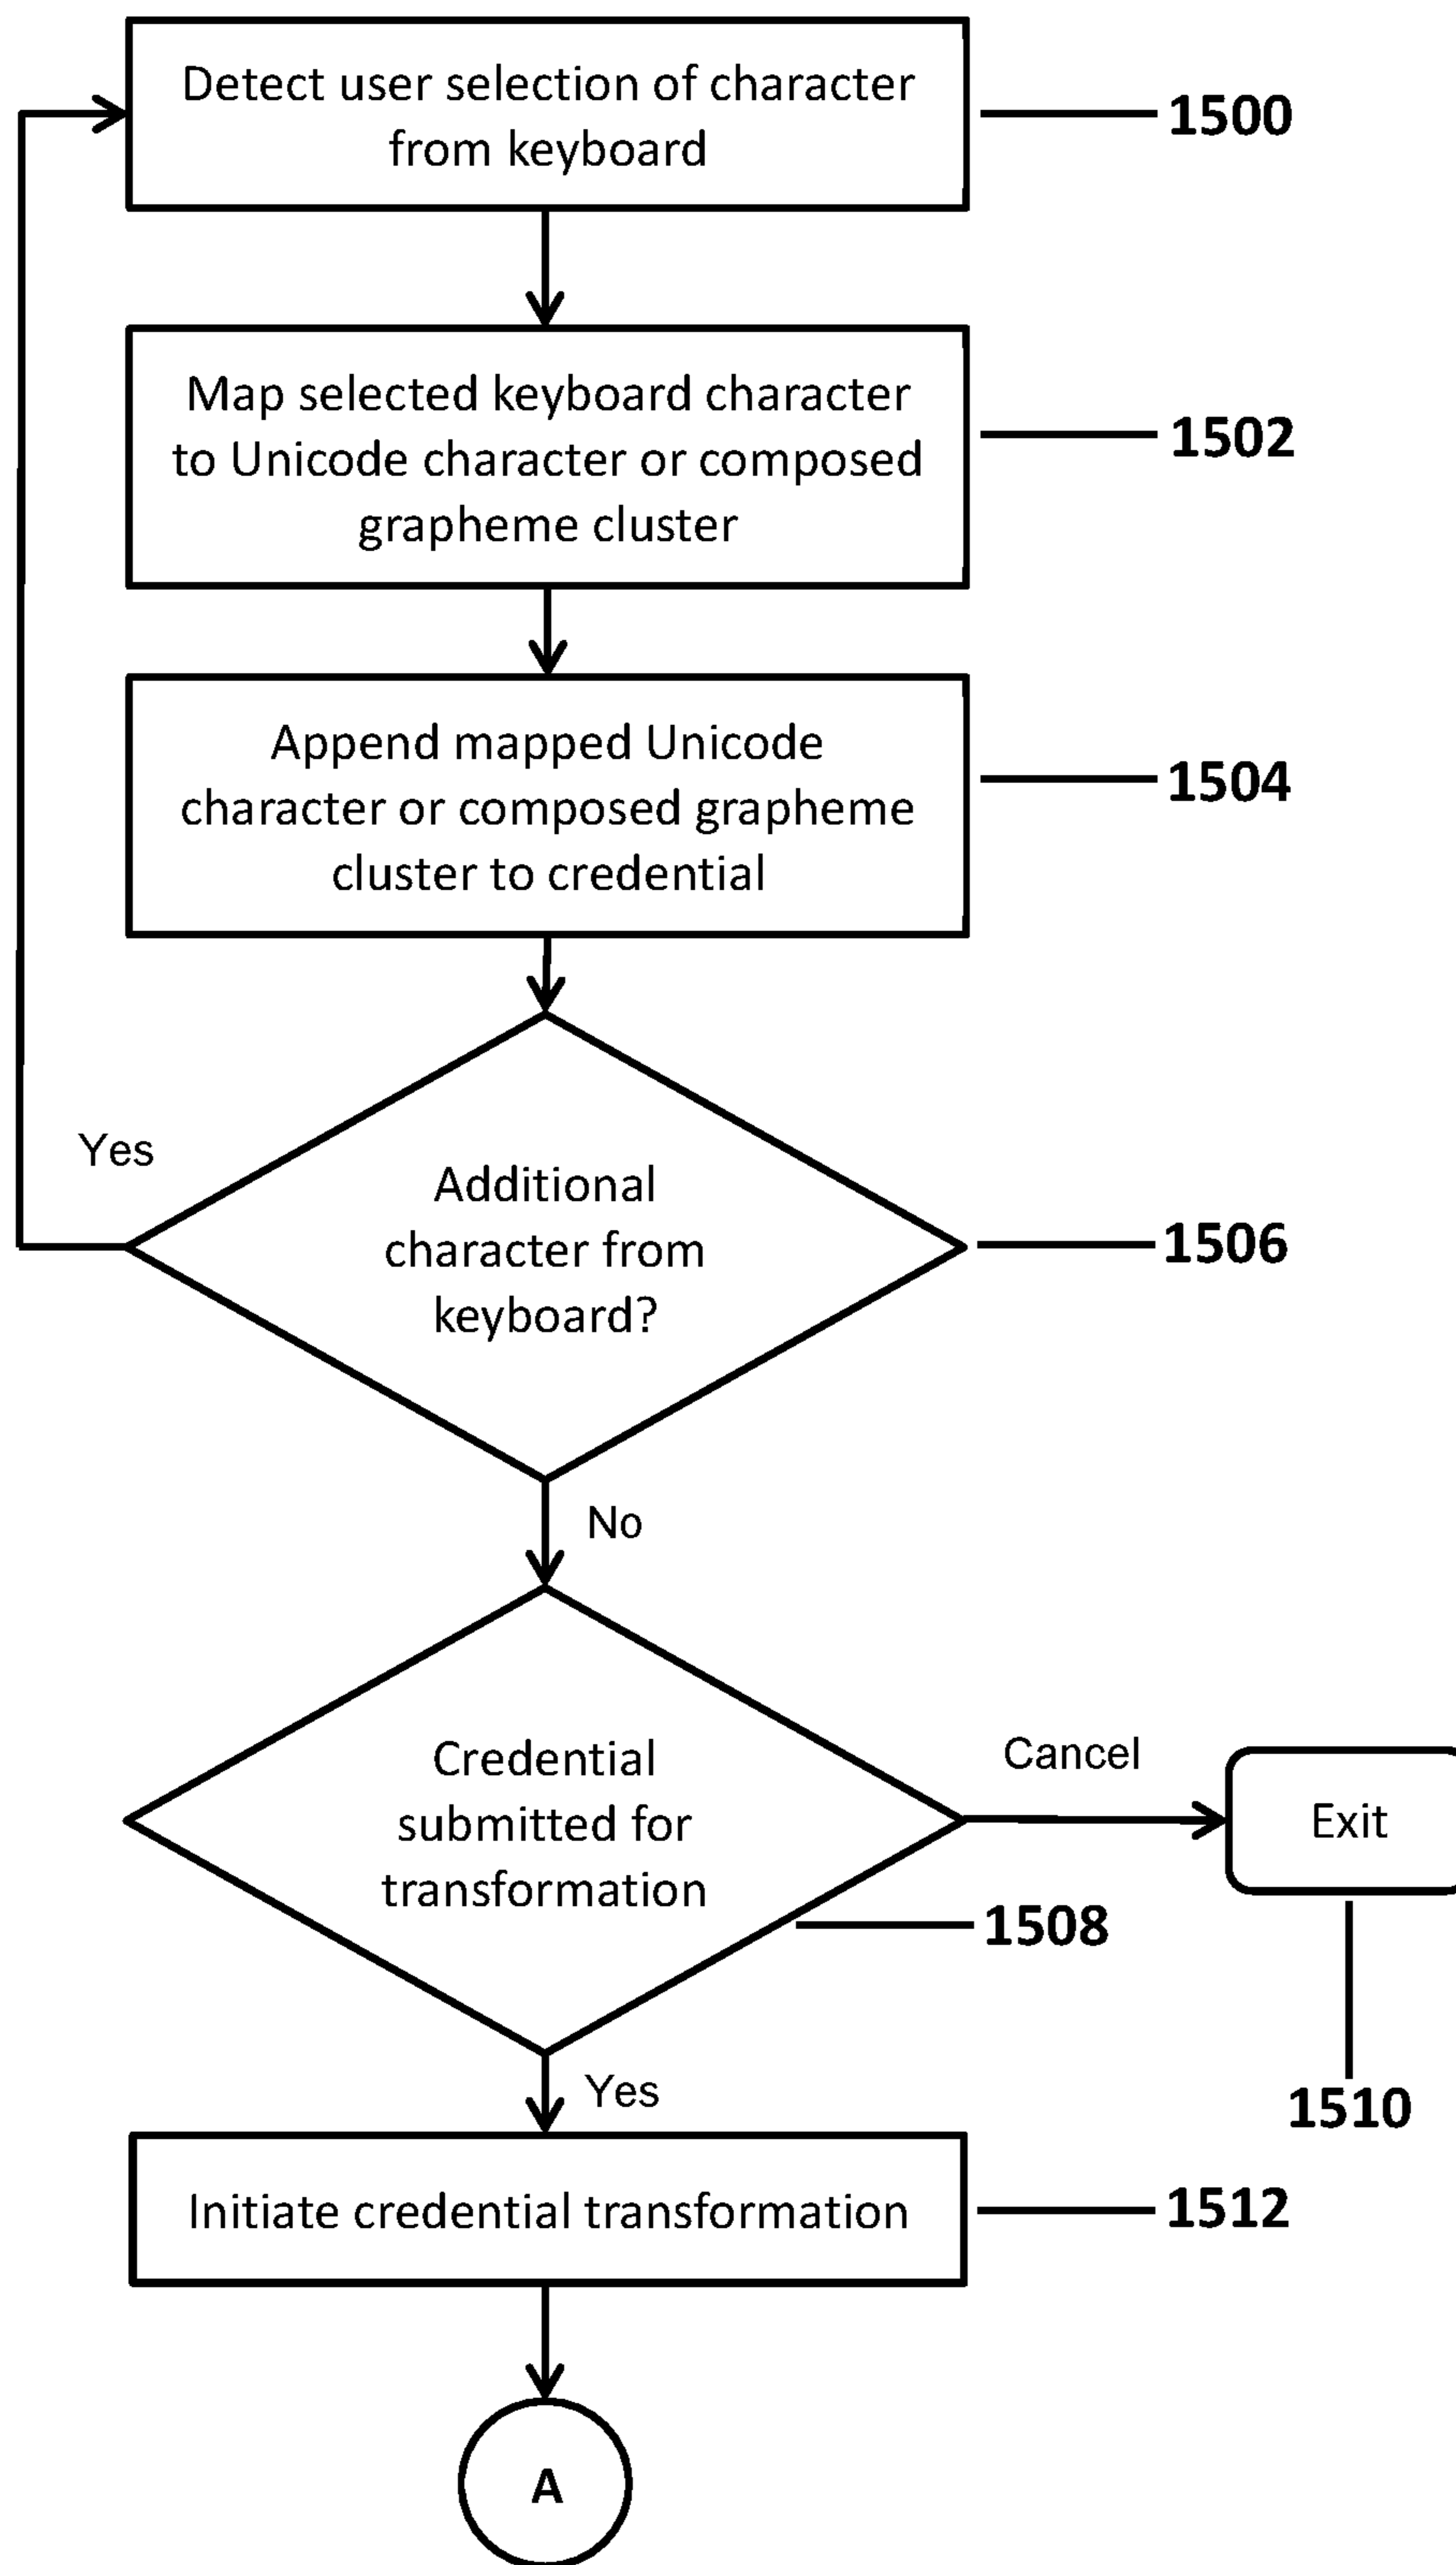 Detect user selection of character
from keyboard
1500
Map selected keyboard character
to Unicode character or composed
grapheme cluster
1502
Append mapped Unicode
character or composed grapheme
cluster to credential
1504
Yes
Additional
character from
keyboard?
1506
No
Credential
submitted for
transformation
Cancel
Exit
1508
1510
Yes
Initiate credential transformation
1512
A